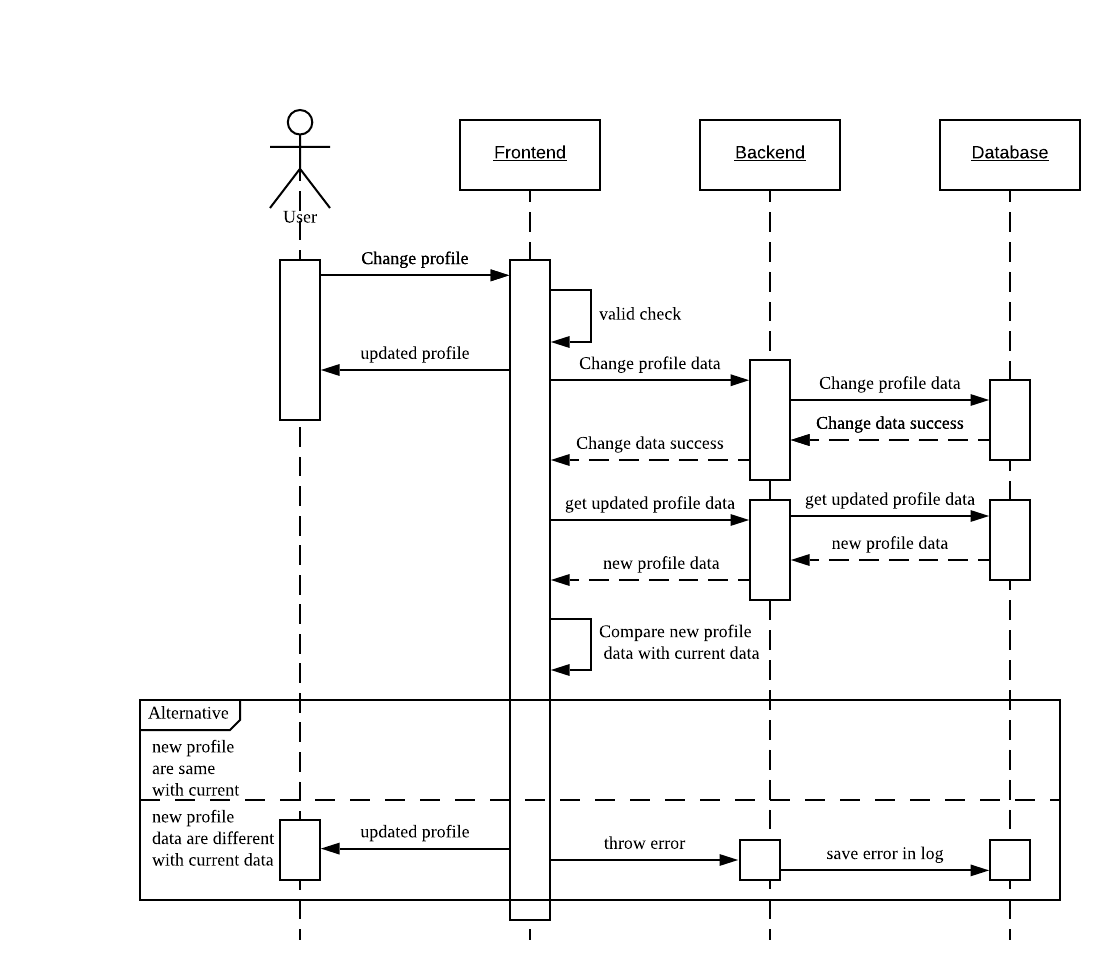 Frontend
Backend
Database
User
Change profile
valid check
updated profile
Change profile data
Change profile data
Change data success
Change data success
get updated profile data
get updated profile data
new profile data
new profile data
Compare new profile
data with current data
Alternative
new profile
are same
with current
new profile
data are different
with current data
updated profile
throw error
save error in log